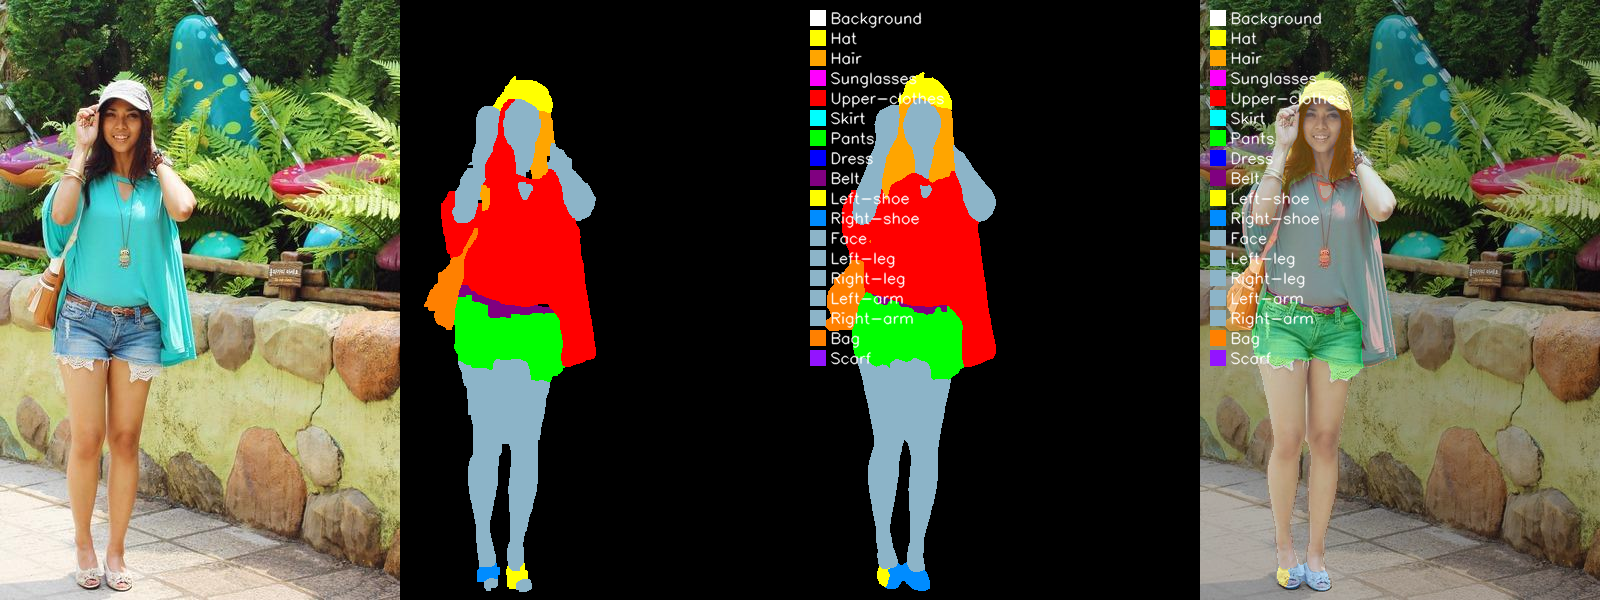 Background
Hat
Hair
Sunglasses
Upper-clothes
Skirt
Pants
Dress
Belt
Left-shoe
Right-shoe
Face
Left-leg
Right-leg
Left-arm
Right-arm
Bag
Scarf
Background
Hat
Hair
Sunglasses
Upper-clothes
Skirt
Pants
Dress
Belt
Left-shoe
Right-shoe
Face
Left-leg
Right-leg
Left-arm
Right-arm
Bag
Scarf